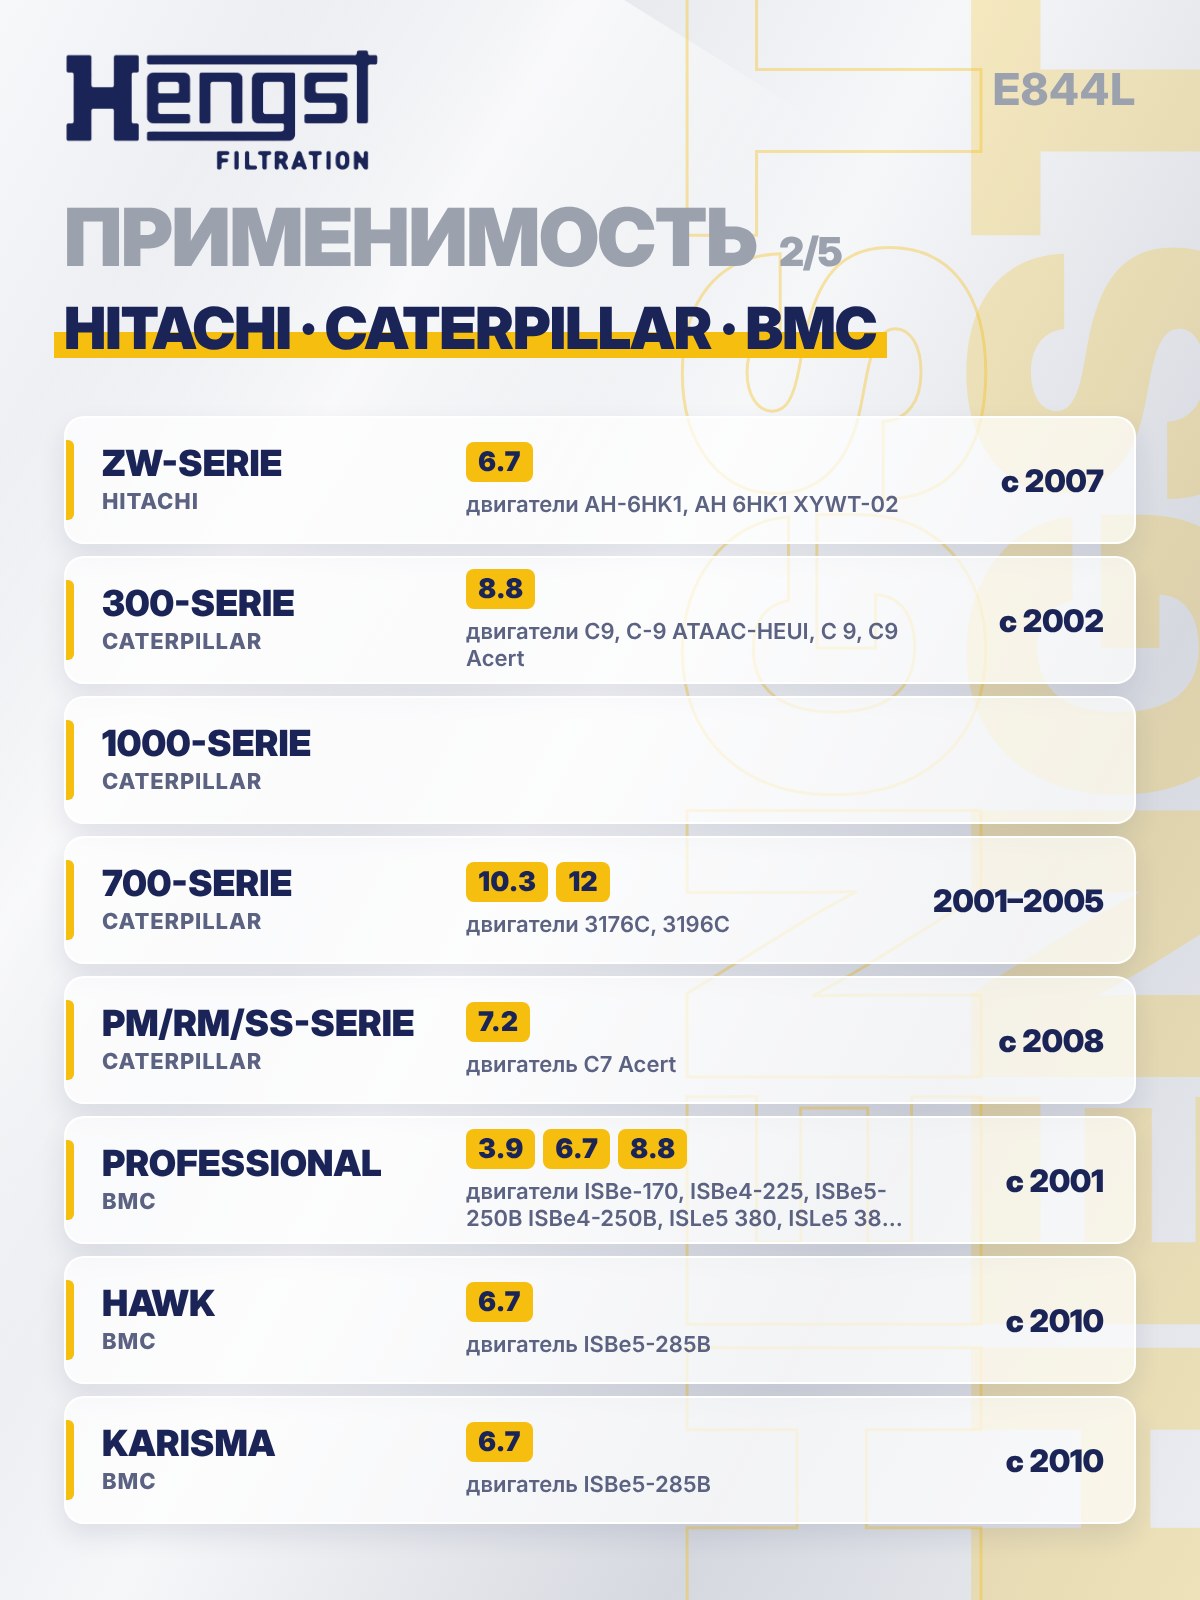 Hengst
FILTRATION
E844L
ПРИМЕНИМОСТЬ 2/5
HITACHI · CATERPILLAR · BMC
ZW-SERIE
HITACHI
6.7
двигатели AH-6HK1, AH 6HK1 XYWT-02
с 2007
300-SERIE
CATERPILLAR
8.8
двигатели C9, C-9 ATAAC-HEUI, C 9, C9
Acert
с 2002
1000-SERIE
CATERPILLAR
700-SERIE
CATERPILLAR
10.3 12
двигатели 3176C, 3196C
2001–2005
PM/RM/SS-SERIE
CATERPILLAR
7.2
двигатель C7 Acert
с 2008
PROFESSIONAL
BMC
3.9 6.7 8.8
двигатели ISBe-170, ISBe4-225, ISBe5-
250B ISBe4-250B, ISLe5 380, ISLe5 38...
с 2001
HAWK
BMC
6.7
двигатель ISBe5-285B
с 2010
KARISMA
BMC
6.7
двигатель ISBe5-285B
с 2010
HENGST
HENGST